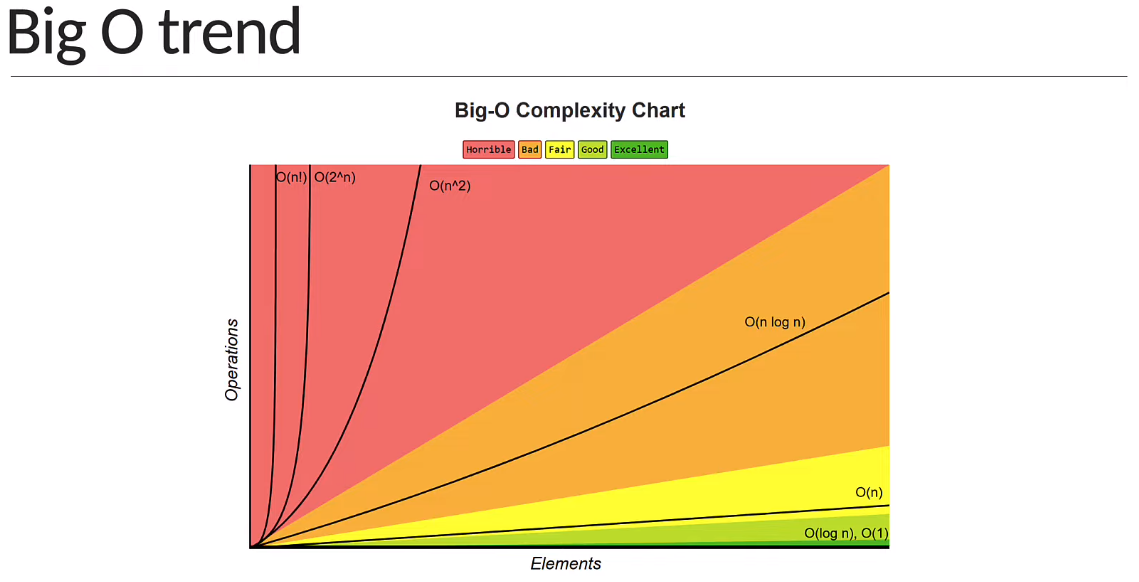 Big O trend
Big-O Complexity Chart
Horrible Bad Fair Good Excellent
O(n!) O(2^n)
O(n^2)
O(n log n)
Operations
O(n)
O(log n), O(1)
Elements